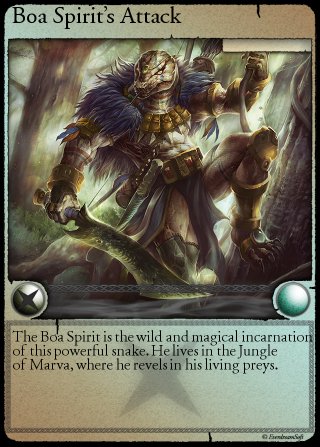 Boa Spirit's Attack
The Boa Spirit is the wild and magical incarnation
of this powerful snake. He lives in the Jungle
of Marva, where he revels in his living preys.
© EverdreamSoft